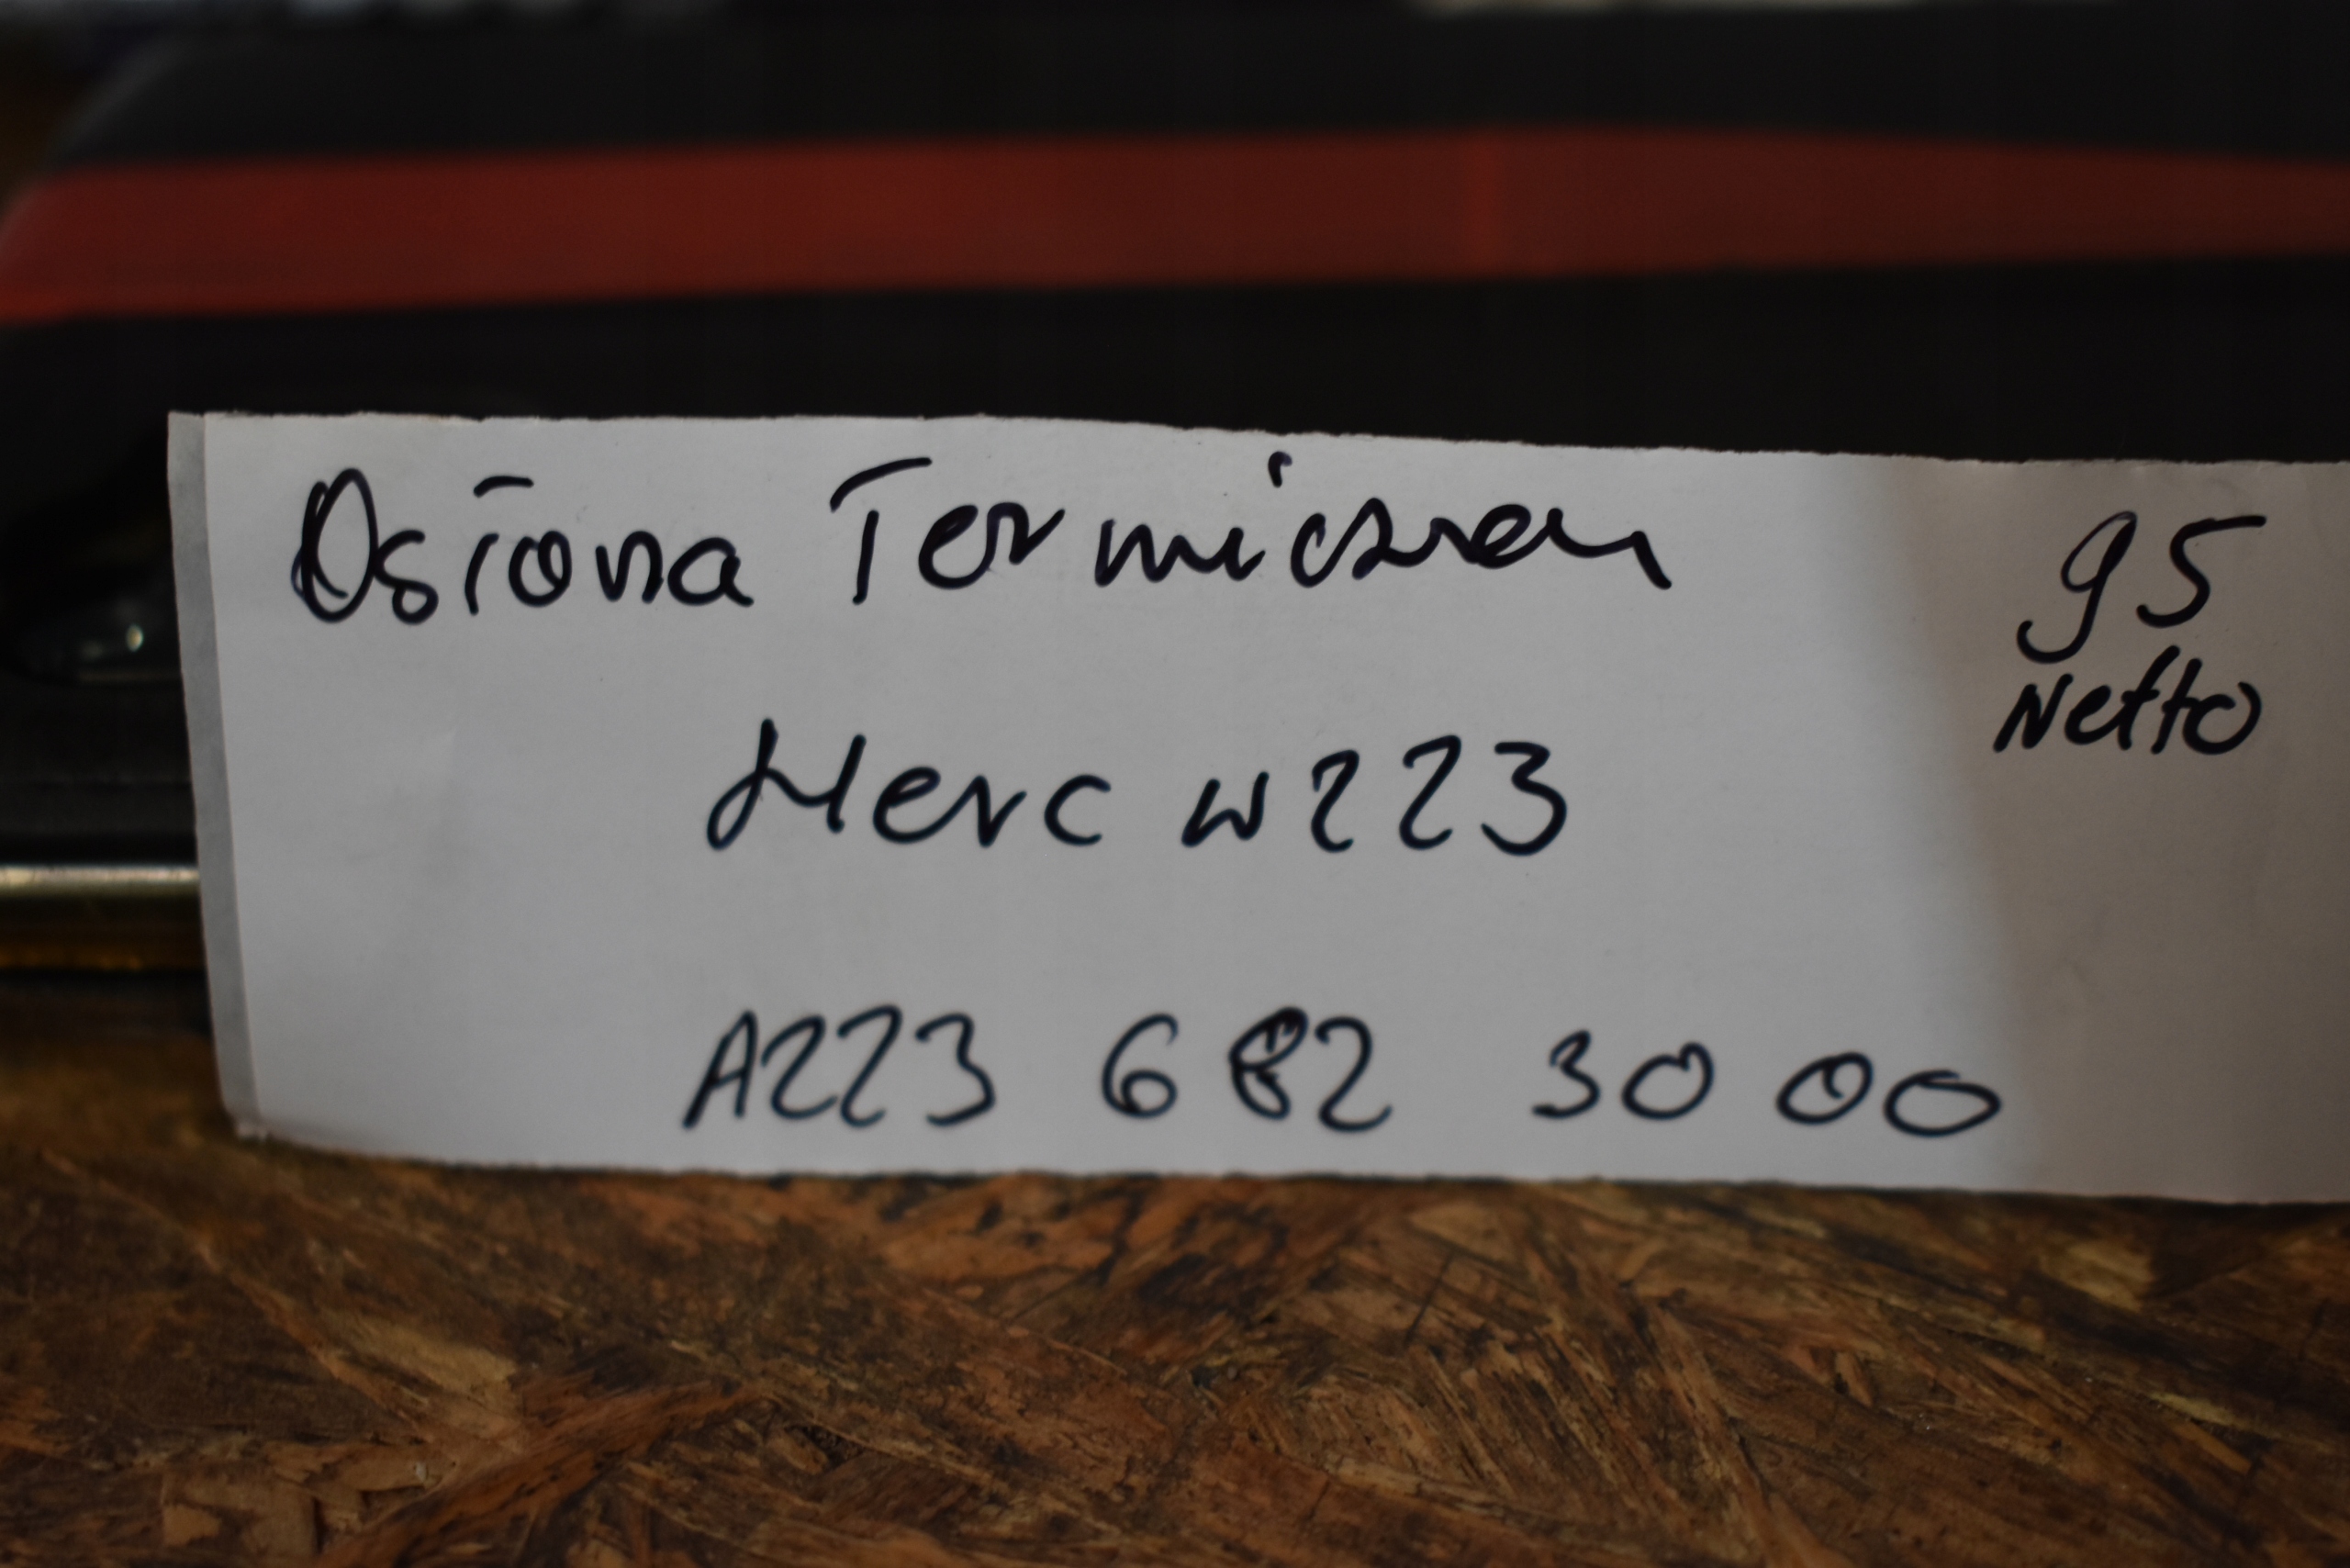 Osłona Termiczna
95
Netto
Merc W223
A223 682 30 00